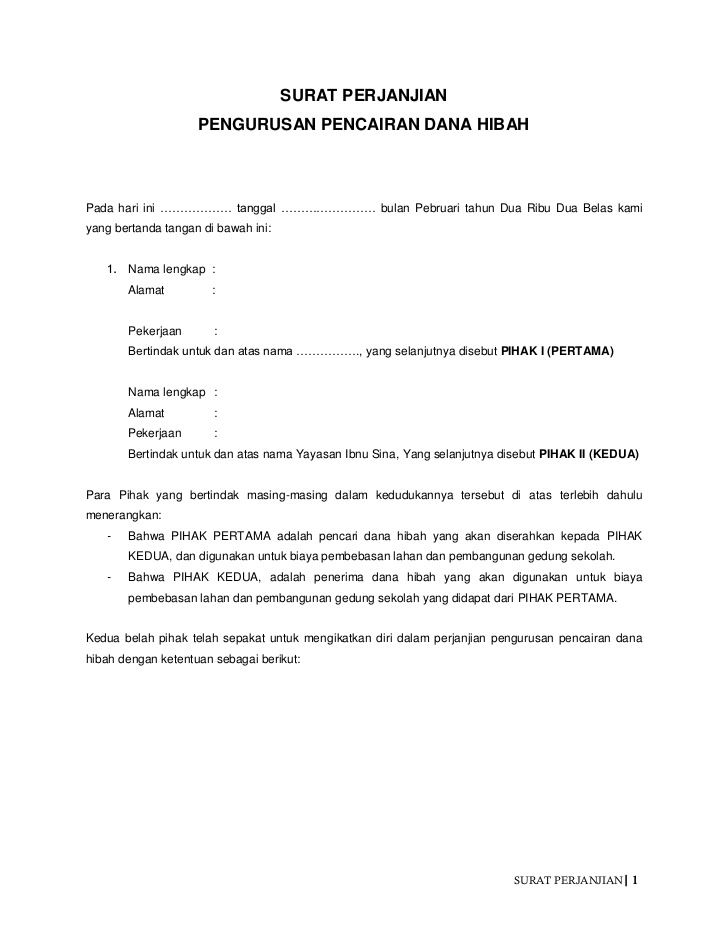 SURAT PERJANJIAN
PENGURUSAN PENCAIRAN DANA HIBAH
Pada hari ini ……………… tanggal …………………… bulan Pebruari tahun Dua Ribu Dua Belas kami
yang bertanda tangan di bawah ini:
1. Nama lengkap :
Alamat :
Pekerjaan :
Bertindak untuk dan atas nama ……………., yang selanjutnya disebut PIHAK I (PERTAMA)
Nama lengkap :
Alamat :
Pekerjaan :
Bertindak untuk dan atas nama Yayasan Ibnu Sina, Yang selanjutnya disebut PIHAK II (KEDUA)
Para Pihak yang bertindak masing-masing dalam kedudukannya tersebut di atas terlebih dahulu
menerangkan:
- Bahwa PIHAK PERTAMA adalah pencari dana hibah yang akan diserahkan kepada PIHAK
KEDUA, dan digunakan untuk biaya pembebasan lahan dan pembangunan gedung sekolah.
- Bahwa PIHAK KEDUA, adalah penerima dana hibah yang akan digunakan untuk biaya
pembebasan lahan dan pembangunan gedung sekolah yang didapat dari PIHAK PERTAMA.
Kedua belah pihak telah sepakat untuk mengikatkan diri dalam perjanjian pengurusan pencairan dana
hibah dengan ketentuan sebagai berikut:
SURAT PERJANJIAN| 1